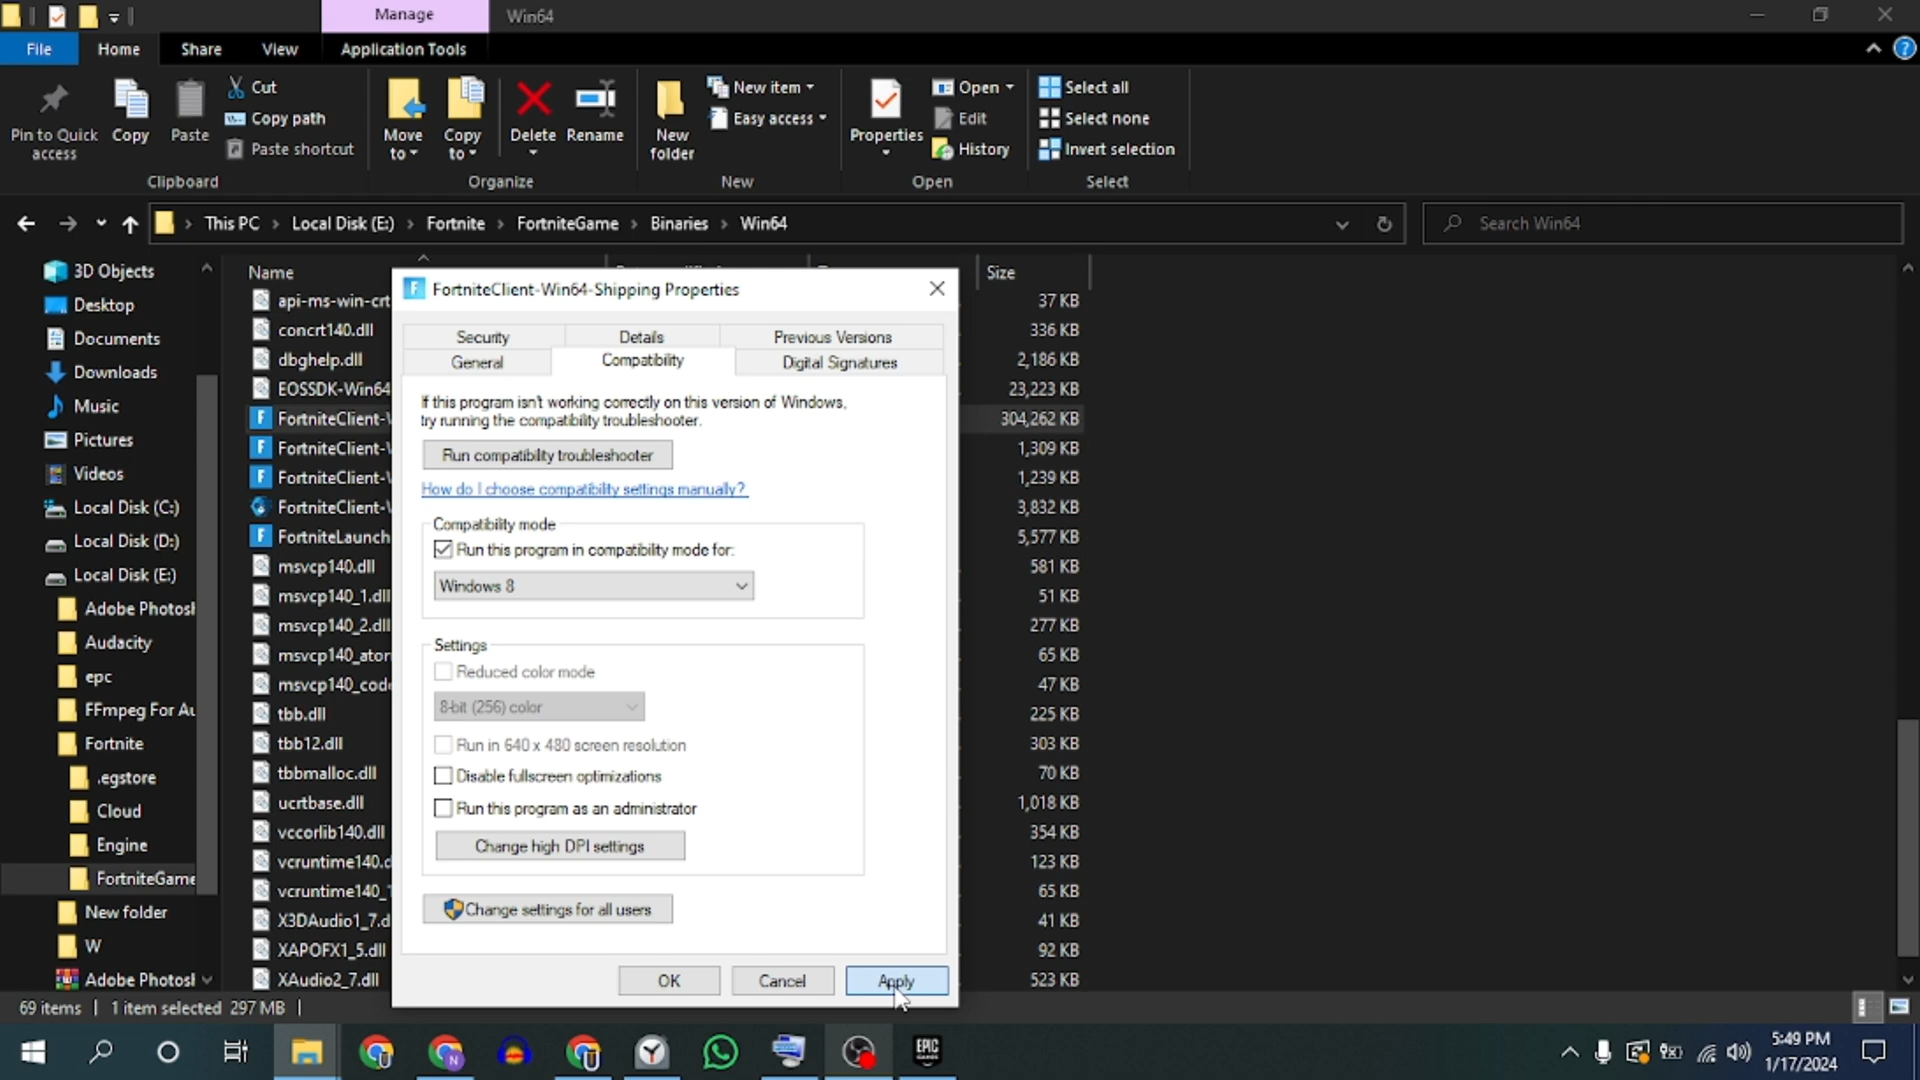 Manage
Win64
File
Home
Share
View
Application Tools
Pin to Quick access
Copy
Paste
Cut
Copy path
Paste shortcut
Clipboard
Move to
Copy to
Delete
Rename
Organize
New folder
New item
Easy access
New
Properties
Open
Edit
History
Open
Select all
Select none
Invert selection
Select
This PC > Local Disk (E:) > Fortnite > FortniteGame > Binaries > Win64
Search Win64
3D Objects
Desktop
Documents
Downloads
Music
Pictures
Videos
Local Disk (C:)
Local Disk (D:)
Local Disk (E:)
Adobe Photosl
Audacity
epc
FFmpeg For Au
Fortnite
.egstore
Cloud
Engine
FortniteGame
New folder
W
Adobe Photosl
Name
Size
api-ms-win-crt 37 KB
concrt140.dll 336 KB
dbghelp.dll 2,186 KB
EOSSDK-Win64 23,223 KB
FortniteClient-W 304,262 KB
FortniteClient-W 1,309 KB
FortniteClient-W 1,239 KB
FortniteClient-W 3,832 KB
FortniteLaunch 5,577 KB
msvcp140.dll 581 KB
msvcp140_1.dll 51 KB
msvcp140_2.dll 277 KB
msvcp140_aton 65 KB
msvcp140_code 47 KB
tbb.dll 225 KB
tbb12.dll 303 KB
tbbmalloc.dll 70 KB
ucrtbase.dll 1,018 KB
vccorlib140.dll 354 KB
vcruntime140.d 123 KB
vcruntime140_ 65 KB
X3DAudio1_7.d 41 KB
XAPOFX1_5.dll 92 KB
XAudio2_7.dll 523 KB
FortniteClient-Win64-Shipping Properties
Security
Details
Previous Versions
General
Compatibility
Digital Signatures
If this program isn't working correctly on this version of Windows,
try running the compatibility troubleshooter.
Run compatibility troubleshooter
How do I choose compatibility settings manually?
Compatibility mode
Run this program in compatibility mode for:
Windows 8
Settings
Reduced color mode
8-bit (256) color
Run in 640 x 480 screen resolution
Disable fullscreen optimizations
Run this program as an administrator
Change high DPI settings
Change settings for all users
OK
Cancel
Apply
69 items
1 item selected 297 MB
EPIC GAMES
5:49 PM
1/17/2024